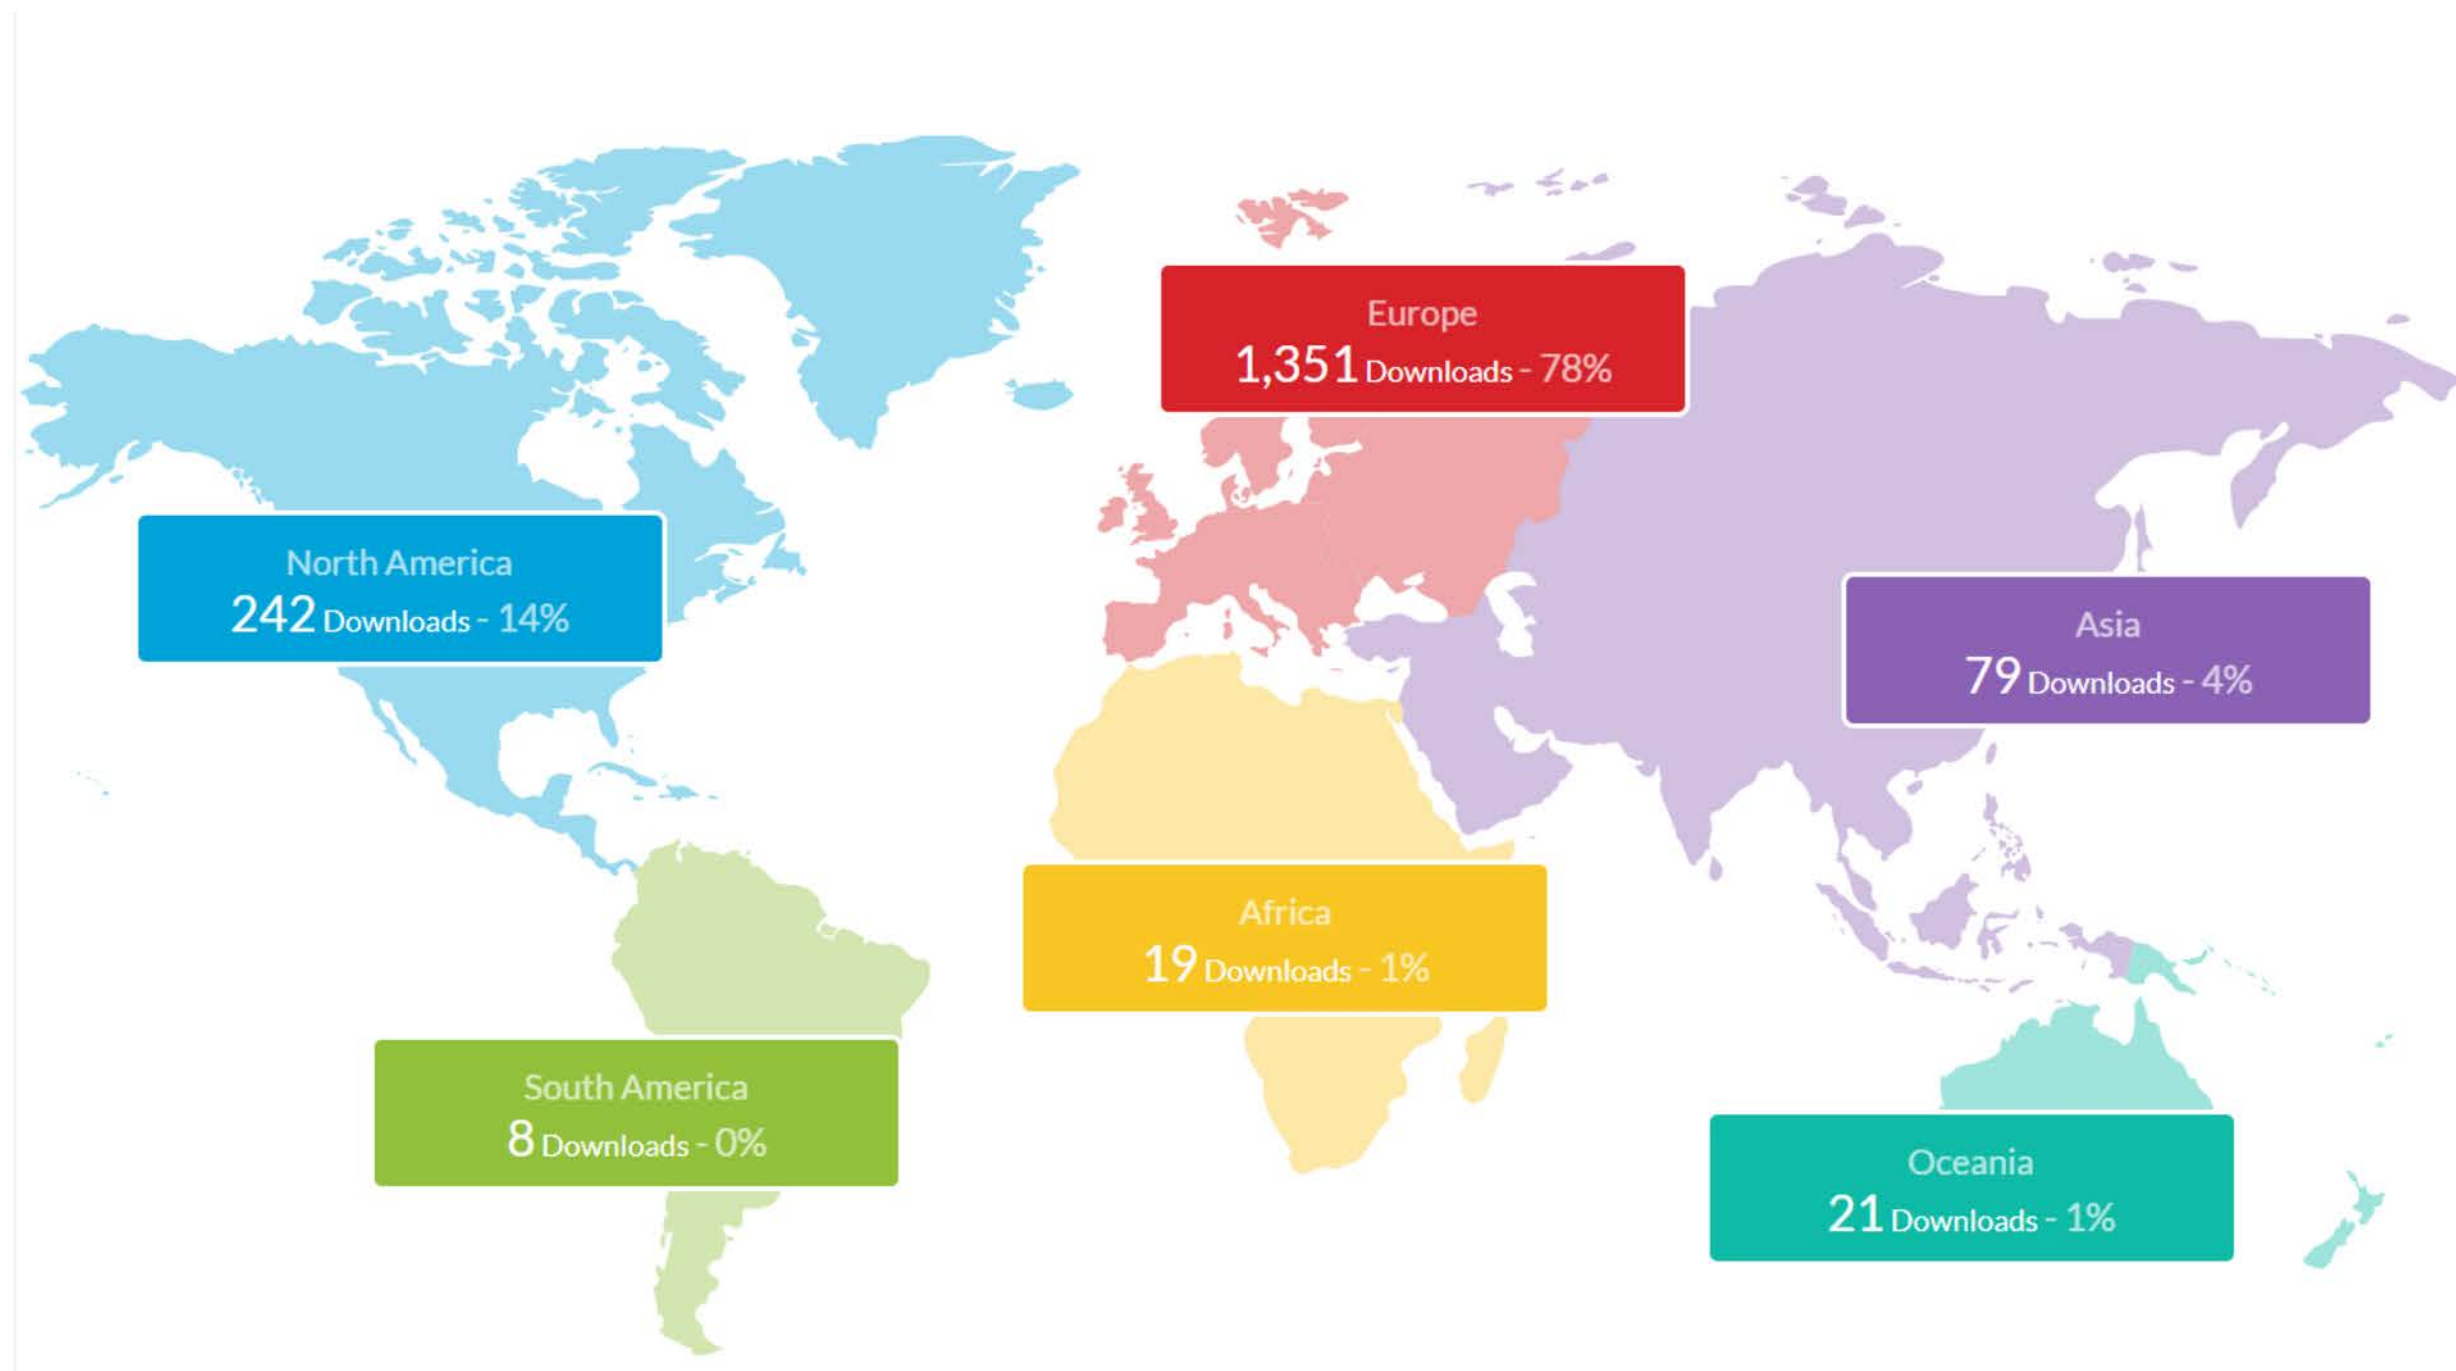 Europe
1,351 Downloads - 78%
North America
242 Downloads - 14%
Asia
79 Downloads - 4%
Africa
19 Downloads - 1%
South America
8 Downloads - 0%
Oceania
21 Downloads - 1%